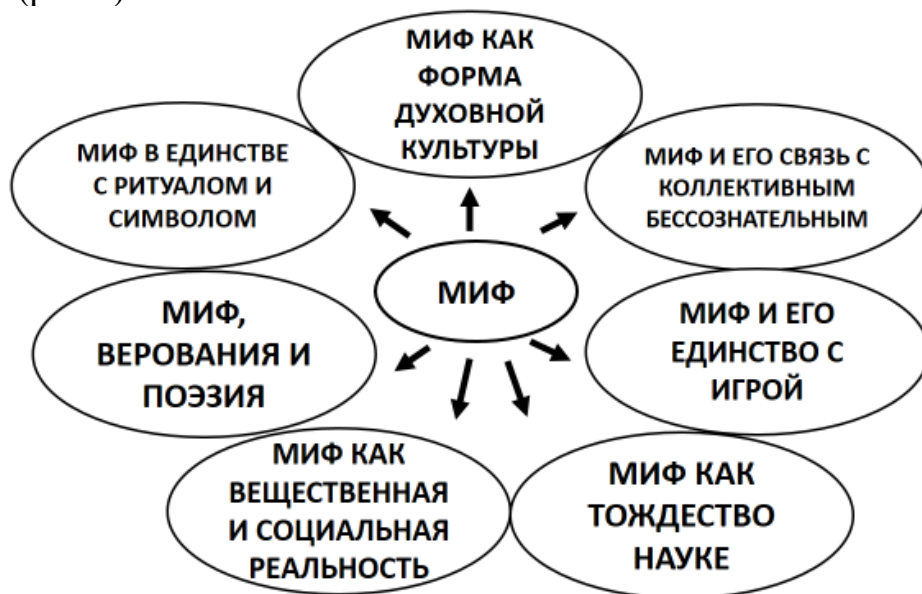 МИФ КАК
ФОРМА
ДУХОВНОЙ
КУЛЬТУРЫ
МИФ В ЕДИНСТВЕ
С РИТУАЛОМ И
СИМВОЛОМ
МИФ И ЕГО СВЯЗЬ С
КОЛЛЕКТИВНЫМ
БЕССОЗНАТЕЛЬНЫМ
МИФ
МИФ,
ВЕРОВАНИЯ И
ПОЭЗИЯ
МИФ И ЕГО
ЕДИНСТВО С
ИГРОЙ
МИФ КАК
ВЕЩЕСТВЕННАЯ
И СОЦИАЛЬНАЯ
РЕАЛЬНОСТЬ
МИФ КАК
ТОЖДЕСТВО
НАУКЕ